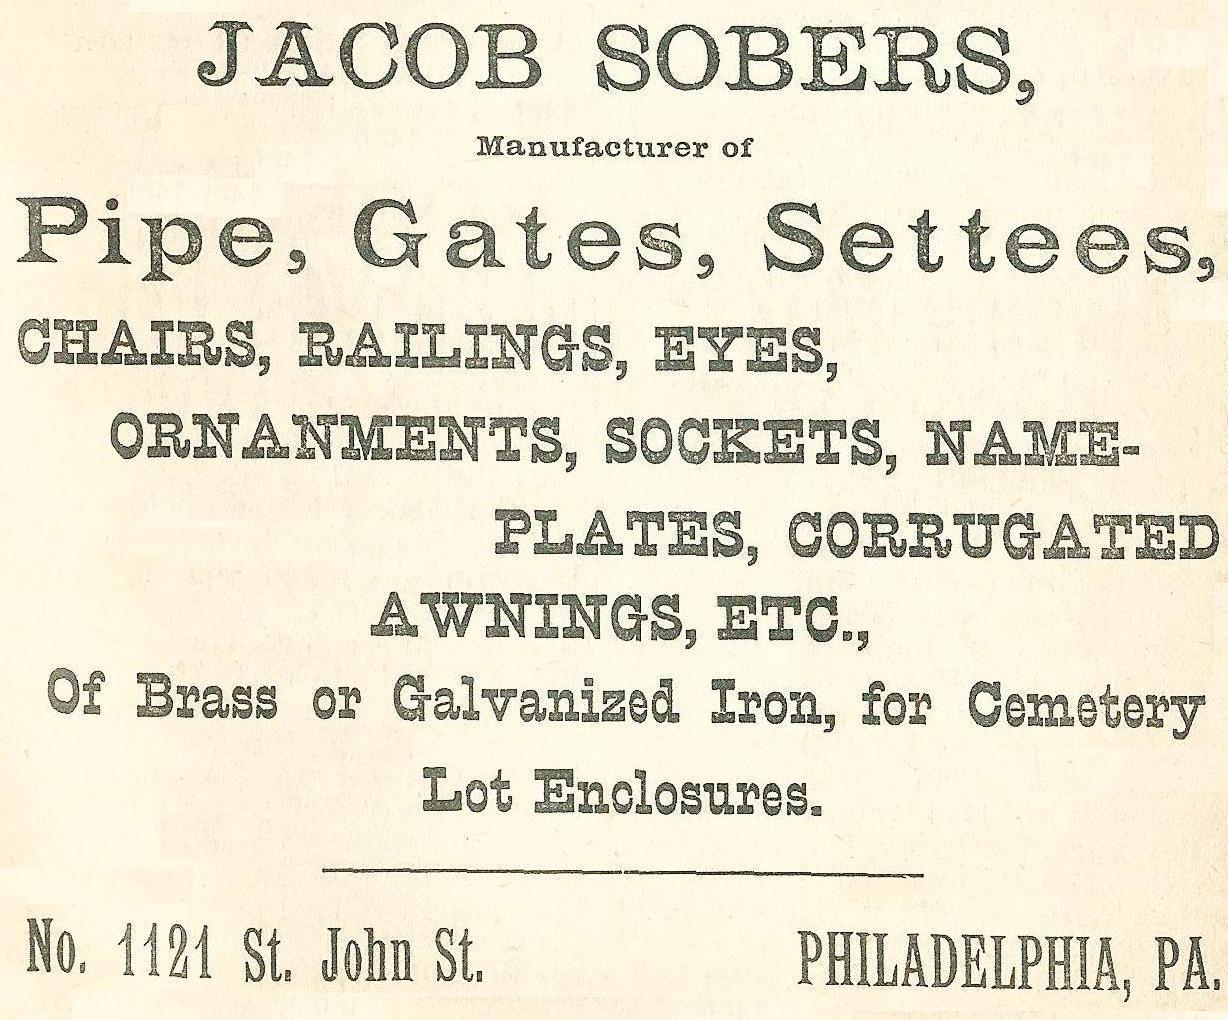 JACOB SOBERS,
Manufacturer of
Pipe, Gates, Settees,
CHAIRS, RAILINGS, EYES,
ORNANMENTS, SOCKETS, NAME-
PLATES, CORRUGATED
AWNINGS, ETC.,
Of Brass or Galvanized Iron, for Cemetery
Lot Enclosures.
No. 1121 St. John St. PHILADELPHIA, PA.